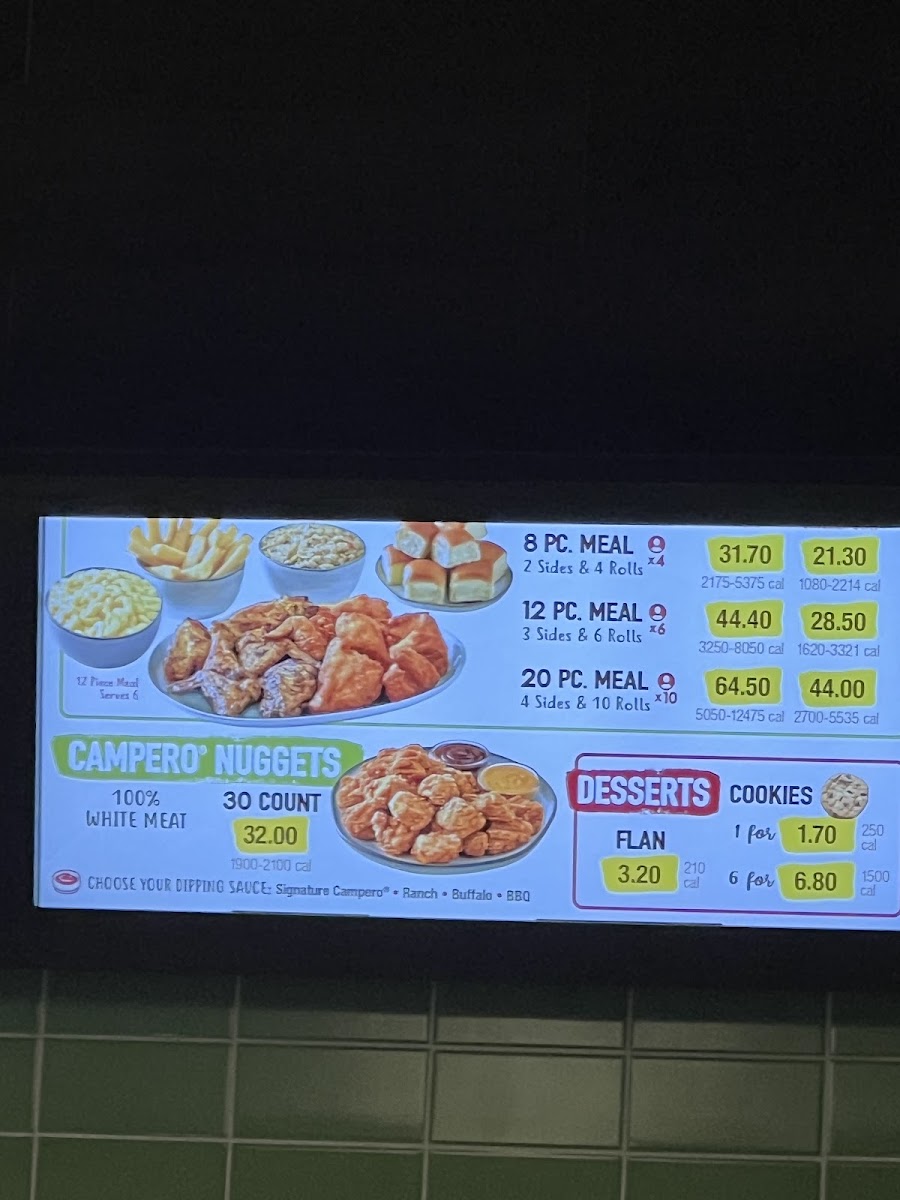 8 PC. MEAL x4 31.70 21.30
2 Sides & 4 Rolls 2175-5375 cal 1080-2214 cal
12 PC. MEAL x6 44.40 28.50
3 Sides & 6 Rolls 3250-8050 cal 1620-3321 cal
20 PC. MEAL x10 64.50 44.00
4 Sides & 10 Rolls 5050-12475 cal 2700-5535 cal
12 Piece Meal
Serves 6
CAMPERO® NUGGETS
100%
WHITE MEAT
30 COUNT
32.00
1900-2100 cal
CHOOSE YOUR DIPPING SAUCE: Signature Campero® • Ranch • Buffalo • BBQ
DESSERTS
FLAN
3.20 210 cal
COOKIES
1 for 1.70 250 cal
6 for 6.80 1500 cal